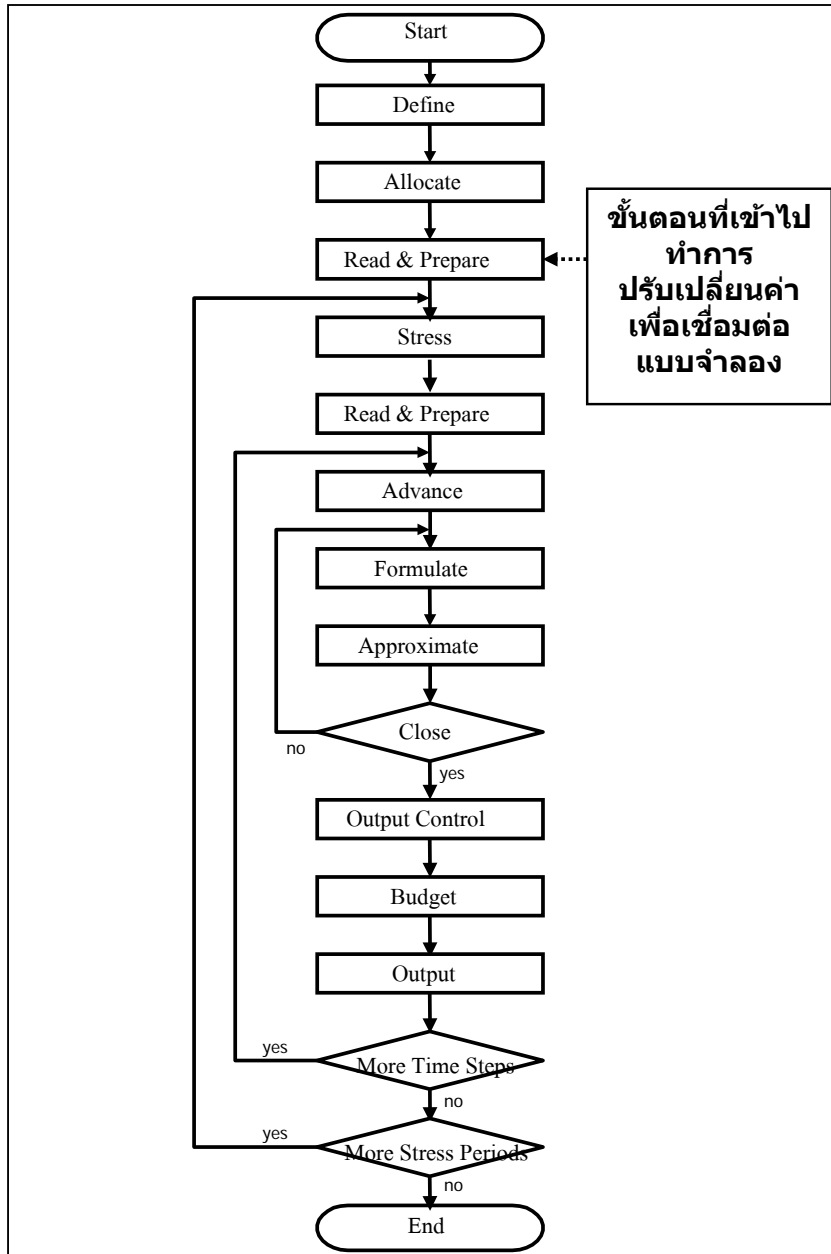 Start
Define
Allocate
Read & Prepare
ขั้นตอนที่เข้าไป
ทำการ
ปรับเปลี่ยนค่า
เพื่อเชื่อมต่อ
แบบจำลอง
Stress
Read & Prepare
Advance
Formulate
Approximate
Close
no
yes
Output Control
Budget
Output
yes
More Time Steps
no
yes
More Stress Periods
no
End